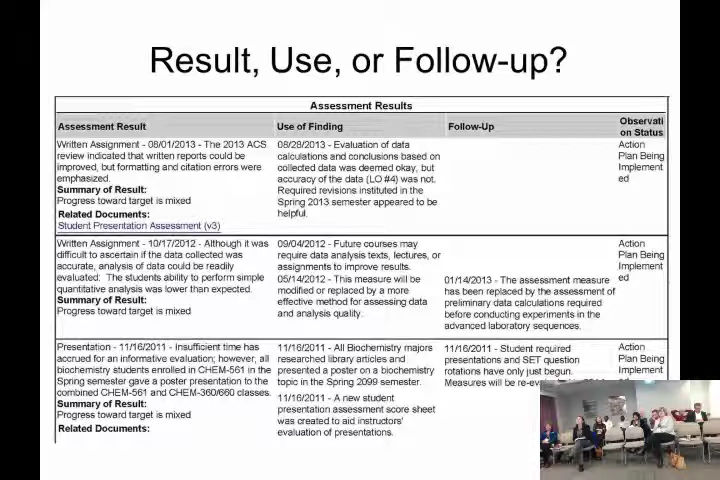 Result, Use, or Follow-up?
Assessment Results
Assessment Result
Use of Finding
Follow-Up
Observati
on Status
Written Assignment - 08/01/2013 - The 2013 ACS
review indicated that written reports could be
improved, but formatting and citation errors were
emphasized.
Summary of Result:
Progress toward target is mixed
Related Documents:
Student Presentation Assessment (v3)
08/28/2013 - Evaluation of data
calculations and conclusions based on
collected data was deemed okay, but
accuracy of the data (LO #4) was not.
Required revisions instituted in the
Spring 2013 semester appeared to be
helpful.
Action
Plan Being
Implement
ed
Written Assignment - 10/17/2012 - Although it was
difficult to ascertain if the data collected was
accurate, analysis of data could be readily
evaluated. The students ability to perform simple
quantitative analysis was lower than expected.
Summary of Result:
Progress toward target is mixed
09/04/2012 - Future courses may
require data analysis texts, lectures, or
assignments to improve results.
05/14/2012 - This measure will be
modified or replaced by a more
effective method for assessing data
and analysis quality.
01/14/2013 - The assessment measure
has been replaced by the assessment of
preliminary data calculations required
before conducting experiments in the
advanced laboratory sequences.
Action
Plan Being
Implement
ed
Presentation - 11/16/2011 - Insufficient time has
accrued for an informative evaluation; however, all
biochemistry students enrolled in CHEM-561 in the
Spring semester gave a poster presentation to the
combined CHEM-561 and CHEM-360/660 classes.
Summary of Result:
Progress toward target is mixed
Related Documents:
11/16/2011 - All Biochemistry majors
researched library articles and
presented a poster on a biochemistry
topic in the Spring 2099 semester.
11/16/2011 - A new student
presentation assessment score sheet
was created to aid instructors'
evaluation of presentations.
11/16/2011 - Student required
presentations and SET question
rotations have only just begun.
Measures will be
Action
Plan Being
Implement